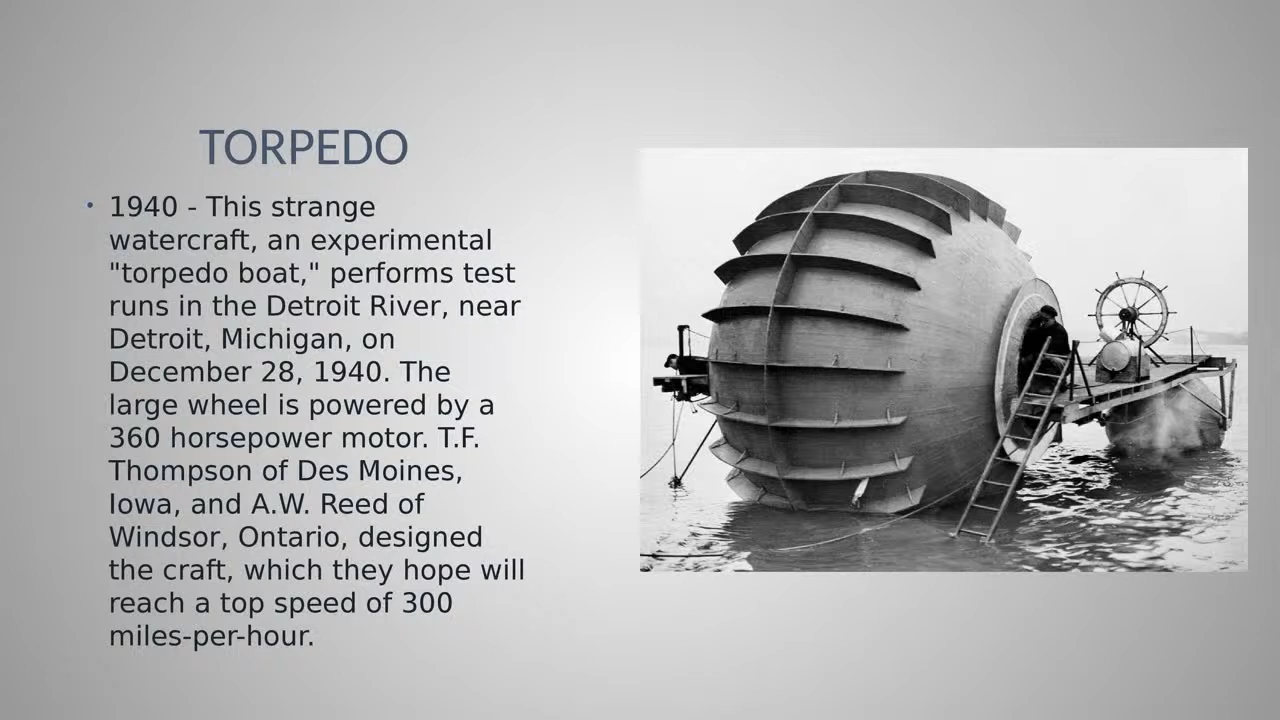 TORPEDO
• 1940 - This strange
watercraft, an experimental
"torpedo boat," performs test
runs in the Detroit River, near
Detroit, Michigan, on
December 28, 1940. The
large wheel is powered by a
360 horsepower motor. T.F.
Thompson of Des Moines,
Iowa, and A.W. Reed of
Windsor, Ontario, designed
the craft, which they hope will
reach a top speed of 300
miles-per-hour.